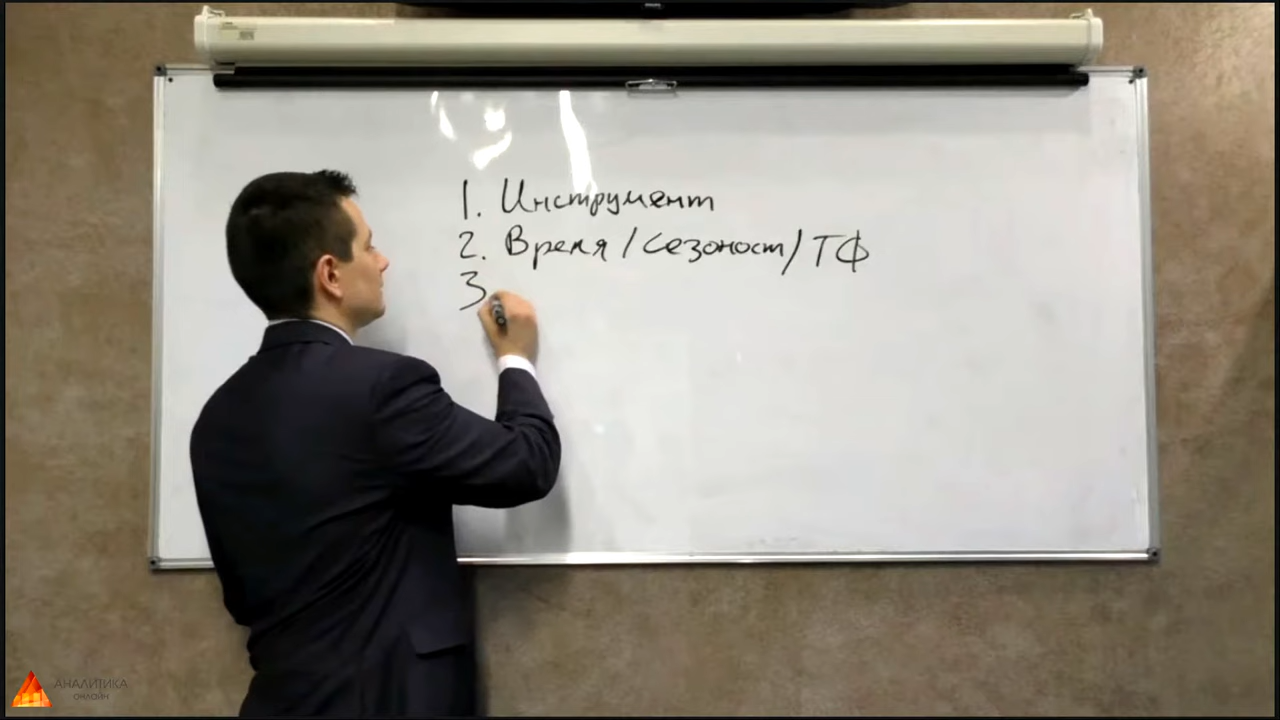 1. Инструмент
2. Время / Сезоност / ТФ
3
АНАЛИТИКА
ОНЛАЙН